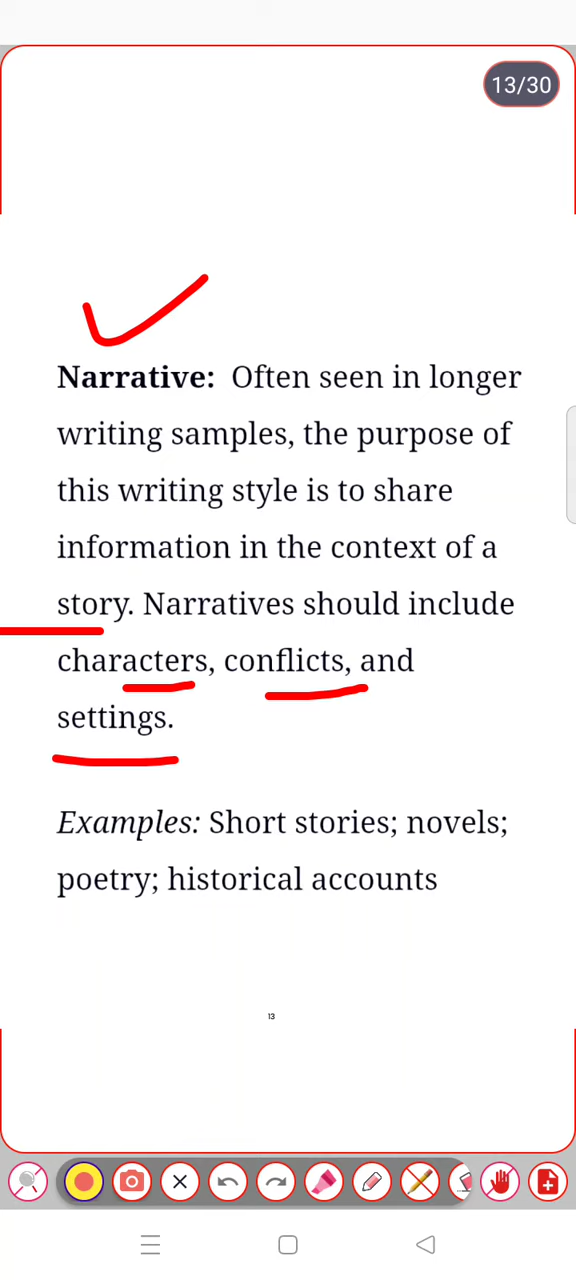 13/30
Narrative: Often seen in longer
writing samples, the purpose of
this writing style is to share
information in the context of a
story. Narratives should include
characters, conflicts, and
settings.
Examples: Short stories; novels;
poetry; historical accounts
13